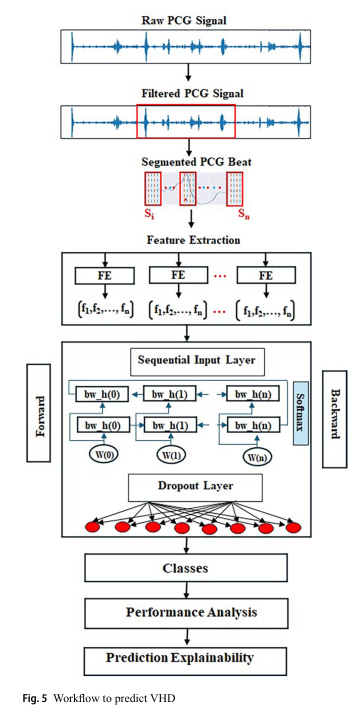 Raw PCG Signal
Filtered PCG Signal
Segmented PCG Beat
Si Sn
Feature Extraction
FE FE FE
[f1,f2,…, fn] [f1,f2,…, fn] … [f1,f2,…, fn]
Sequential Input Layer
bw_h(0) bw_h(1) bw_h(n)
bw_h(0) bw_h(1) bw_h(n)
W(0) W(1) W(n)
Forward
Softmax
Backward
Dropout Layer
Classes
Performance Analysis
Prediction Explainability
Fig. 5 Workflow to predict VHD